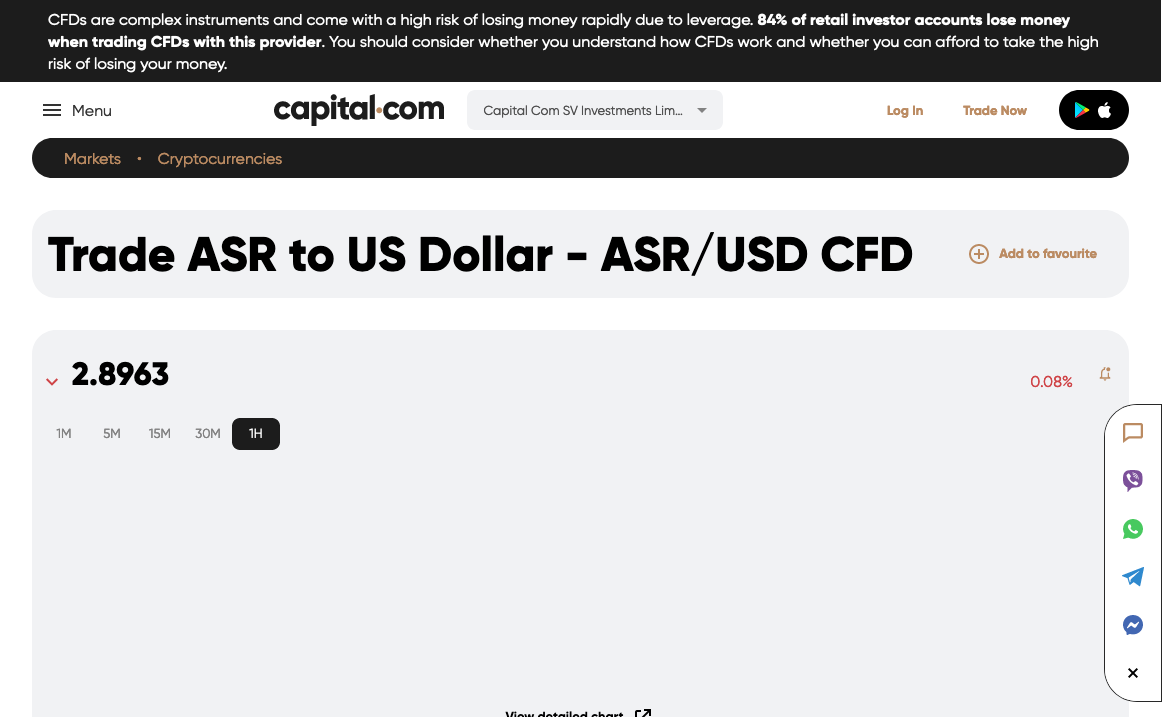 CFDs are complex instruments and come with a high risk of losing money rapidly due to leverage. 84% of retail investor accounts lose money
when trading CFDs with this provider. You should consider whether you understand how CFDs work and whether you can afford to take the high
risk of losing your money.
Menu
capital.com
Capital Com SV Investments Lim...
Log In
Trade Now
Markets
Cryptocurrencies
Trade ASR to US Dollar - ASR/USD CFD
Add to favourite
2.8963
0.08%
1M 5M 15M 30M 1H
View detailed chart